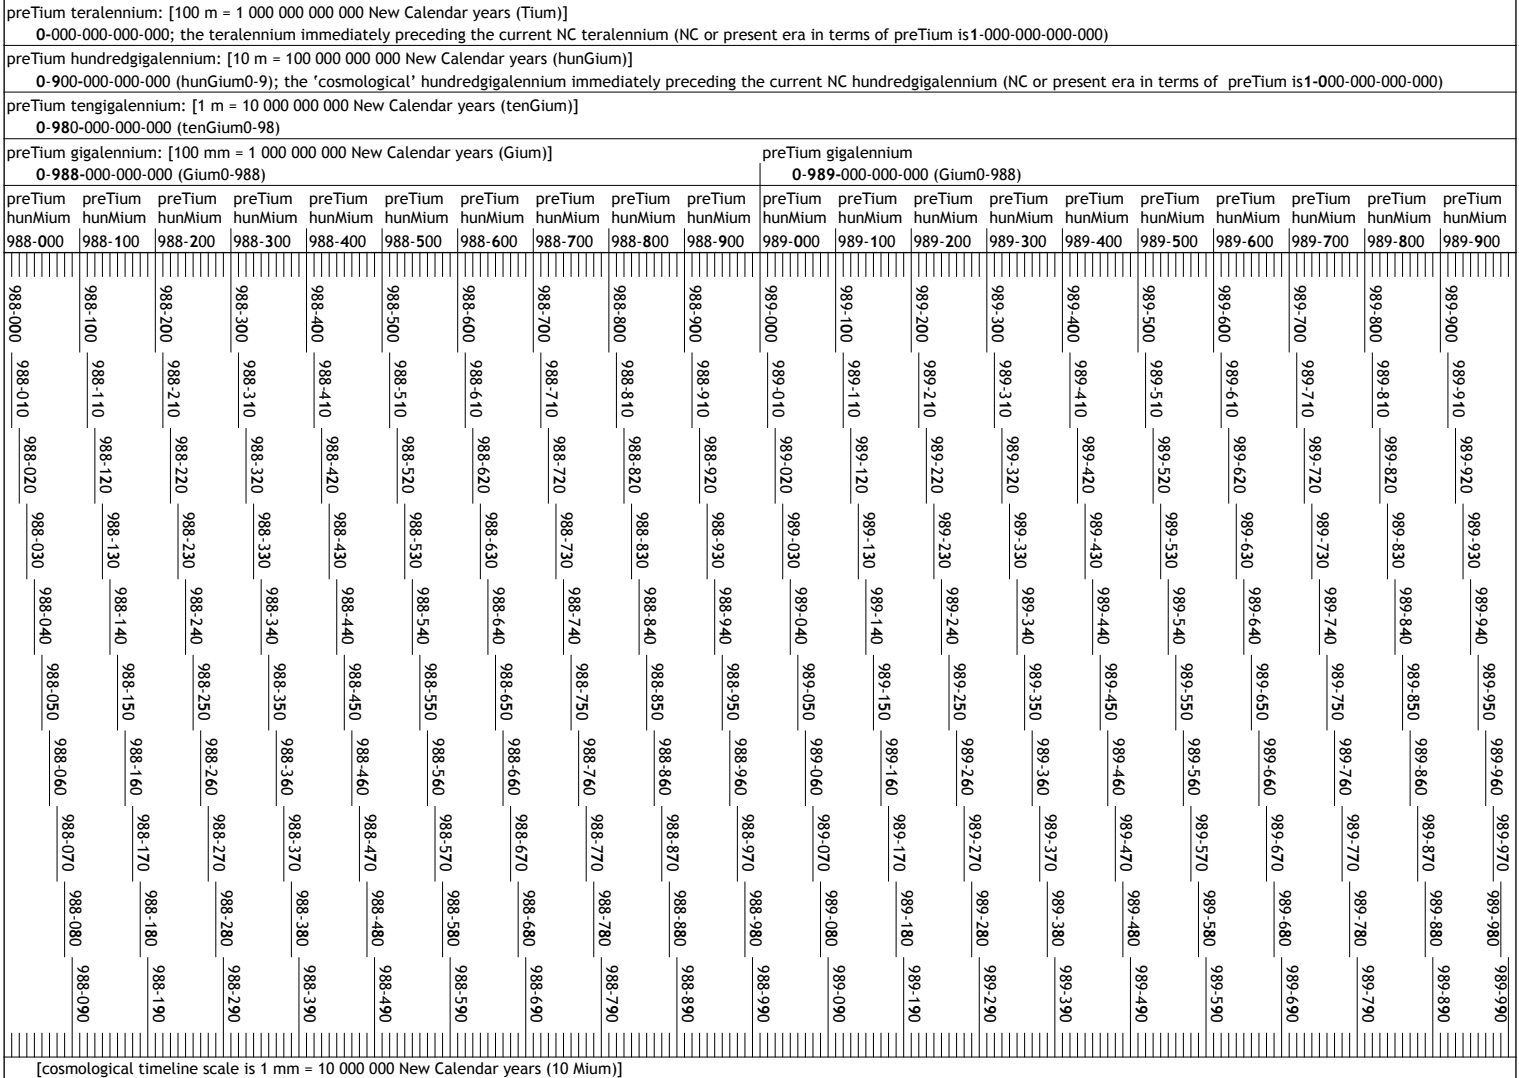 preTium teralennium: [100 m = 1 000 000 000 000 New Calendar years (Tium)]
0-000-000-000-000; the teralennium immediately preceding the current NC teralennium (NC or present era in terms of preTium is1-000-000-000-000)
preTium hundredgigalennium: [10 m = 100 000 000 000 New Calendar years (hunGium)]
0-900-000-000-000 (hunGium0-9); the ‘cosmological’ hundredgigalennium immediately preceding the current NC hundredgigalennium (NC or present era in terms of preTium is1-000-000-000-000)
preTium tengigalennium: [1 m = 10 000 000 000 New Calendar years (tenGium)]
0-980-000-000-000 (tenGium0-98)
preTium gigalennium: [100 mm = 1 000 000 000 New Calendar years (Gium)] preTium gigalennium
0-988-000-000-000 (Gium0-988) 0-989-000-000-000 (Gium0-988)
preTium preTium preTium preTium preTium preTium preTium preTium preTium preTium preTium preTium preTium preTium preTium preTium preTium preTium preTium preTium
hunMium hunMium hunMium hunMium hunMium hunMium hunMium hunMium hunMium hunMium hunMium hunMium hunMium hunMium hunMium hunMium hunMium hunMium hunMium hunMium
988-000 988-100 988-200 988-300 988-400 988-500 988-600 988-700 988-800 988-900 989-000 989-100 989-200 989-300 989-400 989-500 989-600 989-700 989-800 989-900
988-000 988-100 988-200 988-300 988-400 988-500 988-600 988-700 988-800 988-900 989-000 989-100 989-200 989-300 989-400 989-500 989-600 989-700 989-800 989-900
988-010 988-110 988-210 988-310 988-410 988-510 988-610 988-710 988-810 988-910 989-010 989-110 989-210 989-310 989-410 989-510 989-610 989-710 989-810 989-910
988-020 988-120 988-220 988-320 988-420 988-520 988-620 988-720 988-820 988-920 989-020 989-120 989-220 989-320 989-420 989-520 989-620 989-720 989-820 989-920
988-030 988-130 988-230 988-330 988-430 988-530 988-630 988-730 988-830 988-930 989-030 989-130 989-230 989-330 989-430 989-530 989-630 989-730 989-830 989-930
988-040 988-140 988-240 988-340 988-440 988-540 988-640 988-740 988-840 988-940 989-040 989-140 989-240 989-340 989-440 989-540 989-640 989-740 989-840 989-940
988-050 988-150 988-250 988-350 988-450 988-550 988-650 988-750 988-850 988-950 989-050 989-150 989-250 989-350 989-450 989-550 989-650 989-750 989-850 989-950
988-060 988-160 988-260 988-360 988-460 988-560 988-660 988-760 988-860 988-960 989-060 989-160 989-260 989-360 989-460 989-560 989-660 989-760 989-860 989-960
988-070 988-170 988-270 988-370 988-470 988-570 988-670 988-770 988-870 988-970 989-070 989-170 989-270 989-370 989-470 989-570 989-670 989-770 989-870 989-970
988-080 988-180 988-280 988-380 988-480 988-580 988-680 988-780 988-880 988-980 989-080 989-180 989-280 989-380 989-480 989-580 989-680 989-780 989-880 989-980
988-090 988-190 988-290 988-390 988-490 988-590 988-690 988-790 988-890 988-990 989-090 989-190 989-290 989-390 989-490 989-590 989-690 989-790 989-890 989-990
[cosmological timeline scale is 1 mm = 10 000 000 New Calendar years (10 Mium)]